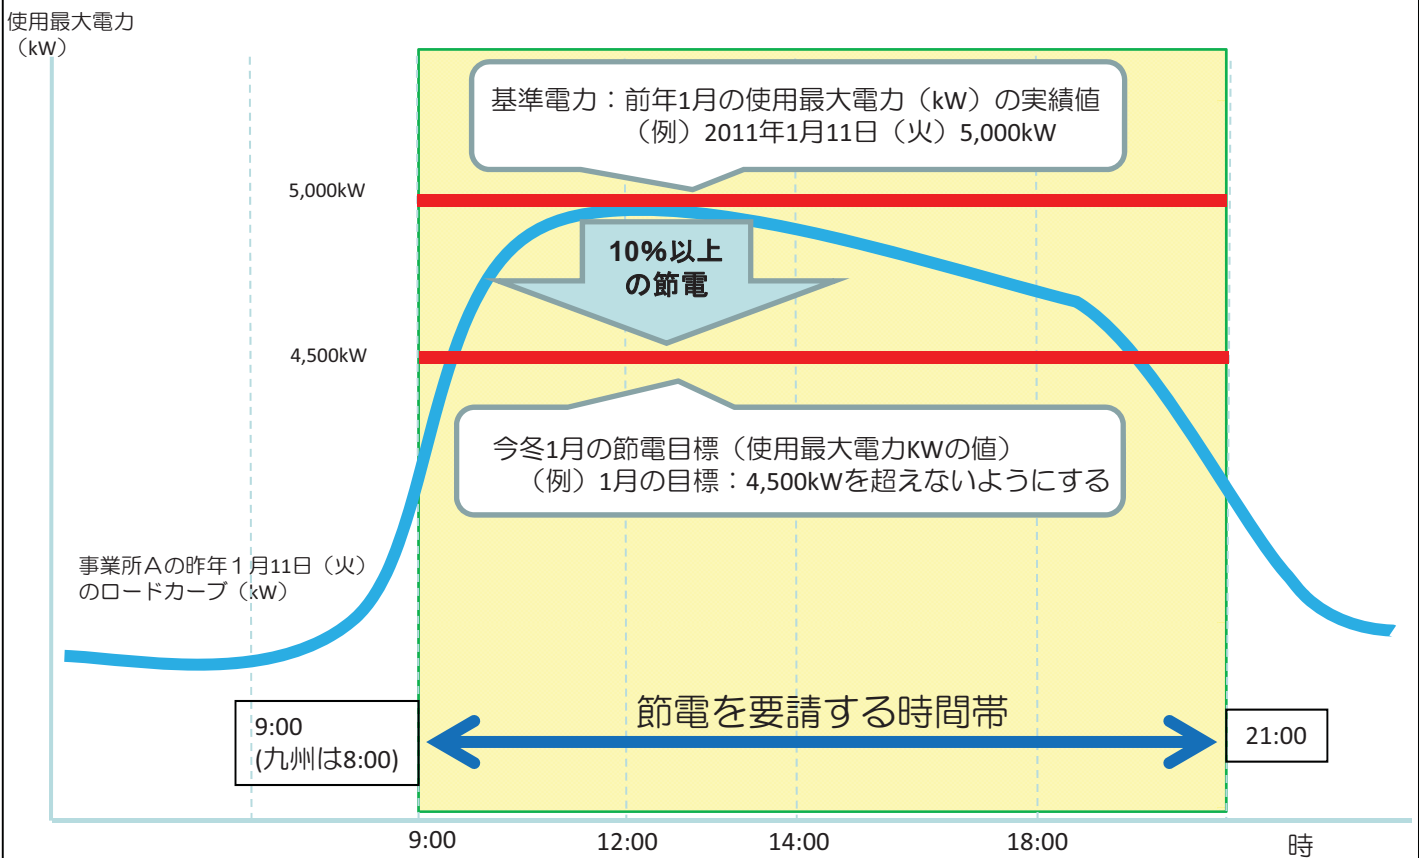 使用最大電力
（kW）
基準電力：前年1月の使用最大電力（kW）の実績値
（例）2011年1月11日（火）5,000kW
5,000kW
10%以上
の節電
4,500kW
今冬1月の節電目標（使用最大電力KWの値）
（例）1月の目標：4,500kWを超えないようにする
事業所Ａの昨年１月11日（火）
のロードカーブ（kW）
節電を要請する時間帯
9:00
(九州は8:00)
21:00
9:00
12:00
14:00
18:00
時